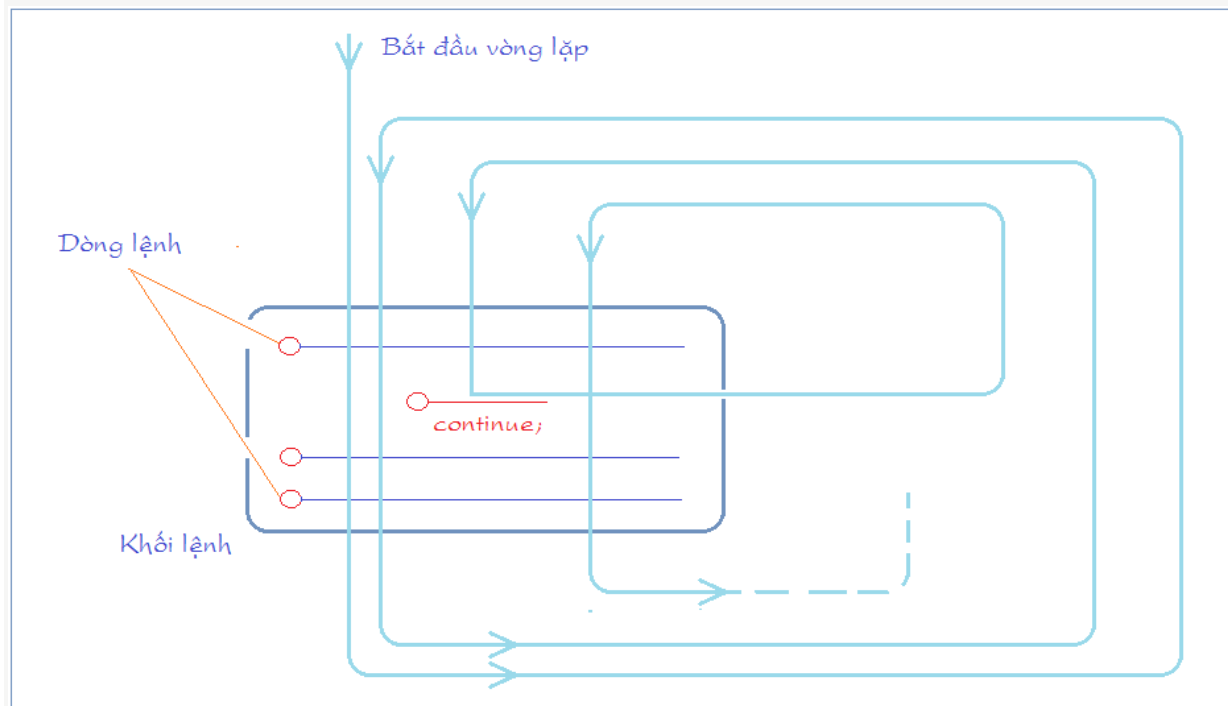 Bắt đầu vòng lặp
Dòng lệnh
continue;
Khối lệnh